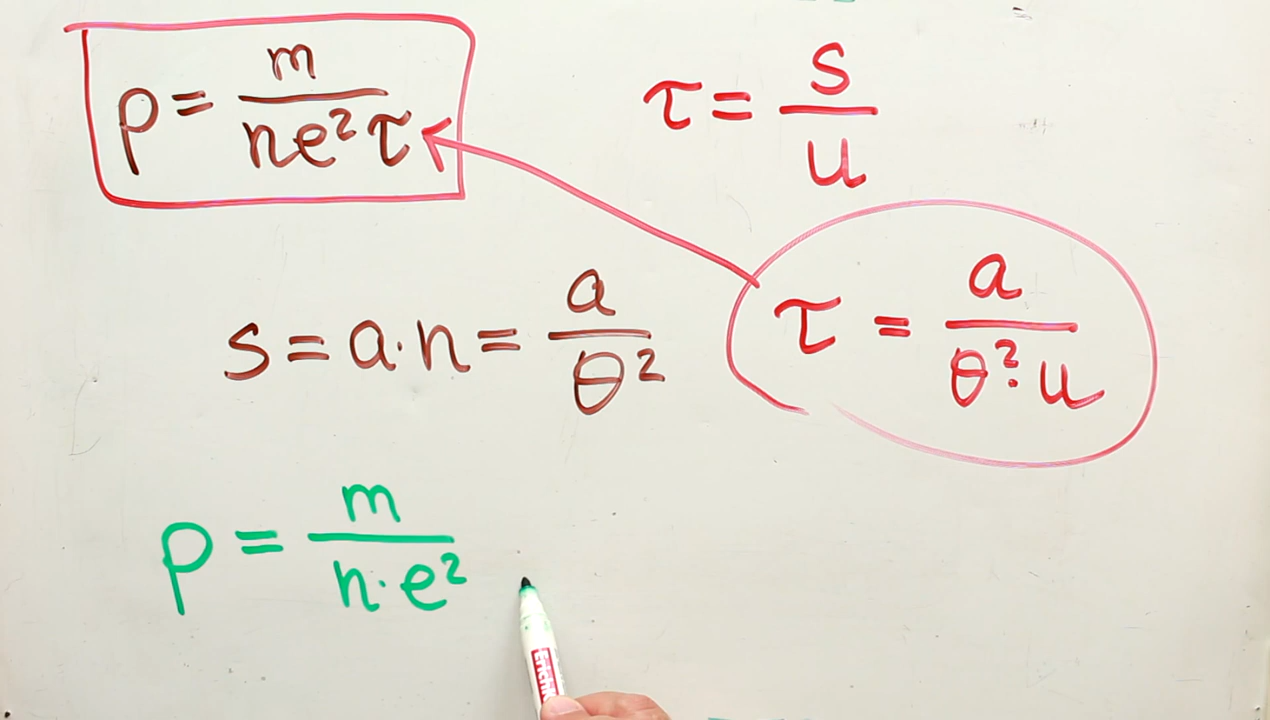 ρ = m / ne²τ
τ = s / u
s = a·n = a / θ²
τ = a / θ²·u
ρ = m / n·e²